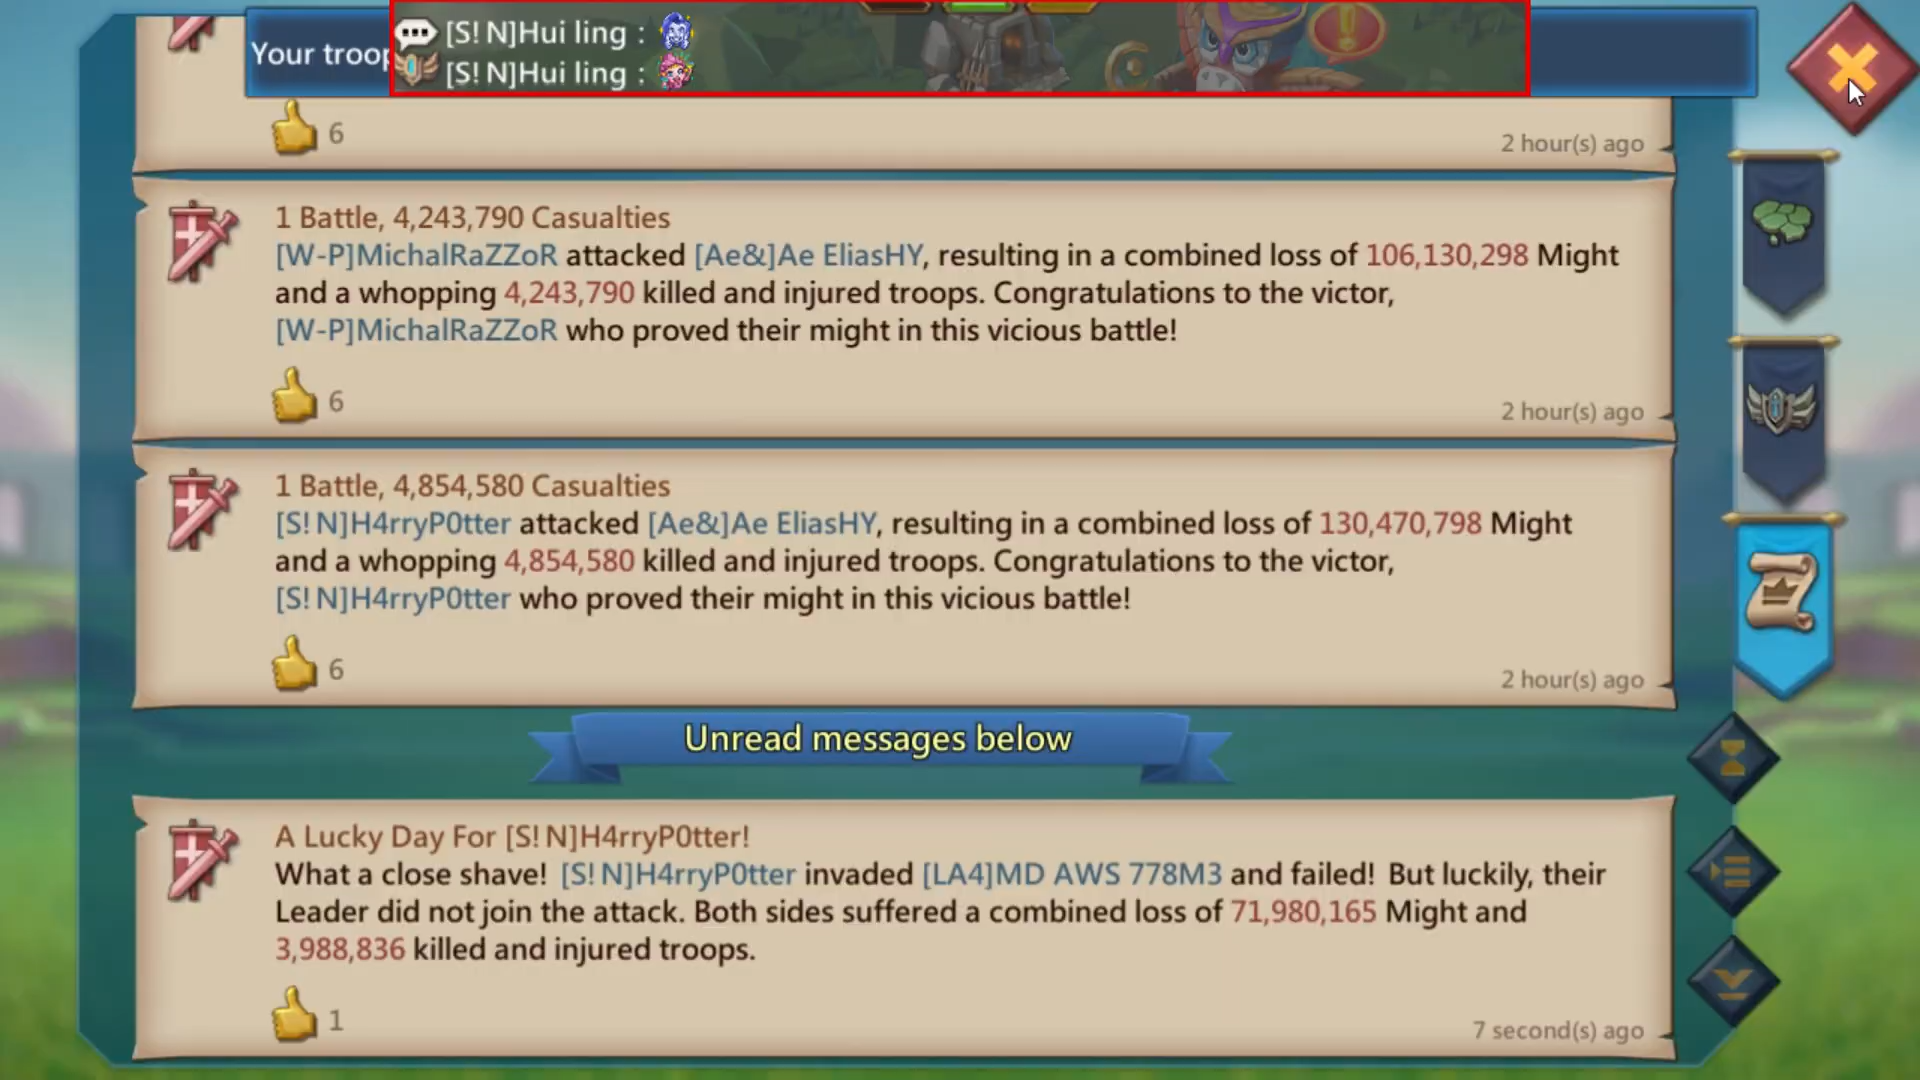 Your troop
[S! N]Hui ling :
[S! N]Hui ling :
6
2 hour(s) ago
1 Battle, 4,243,790 Casualties
[W-P]MichalRaZZoR attacked [Ae&]Ae EliasHY, resulting in a combined loss of 106,130,298 Might
and a whopping 4,243,790 killed and injured troops. Congratulations to the victor,
[W-P]MichalRaZZoR who proved their might in this vicious battle!
6
2 hour(s) ago
1 Battle, 4,854,580 Casualties
[S! N]H4rryP0tter attacked [Ae&]Ae EliasHY, resulting in a combined loss of 130,470,798 Might
and a whopping 4,854,580 killed and injured troops. Congratulations to the victor,
[S! N]H4rryP0tter who proved their might in this vicious battle!
6
2 hour(s) ago
Unread messages below
A Lucky Day For [S! N]H4rryP0tter!
What a close shave! [S! N]H4rryP0tter invaded [LA4]MD AWS 778M3 and failed! But luckily, their
Leader did not join the attack. Both sides suffered a combined loss of 71,980,165 Might and
3,988,836 killed and injured troops.
1
7 second(s) ago